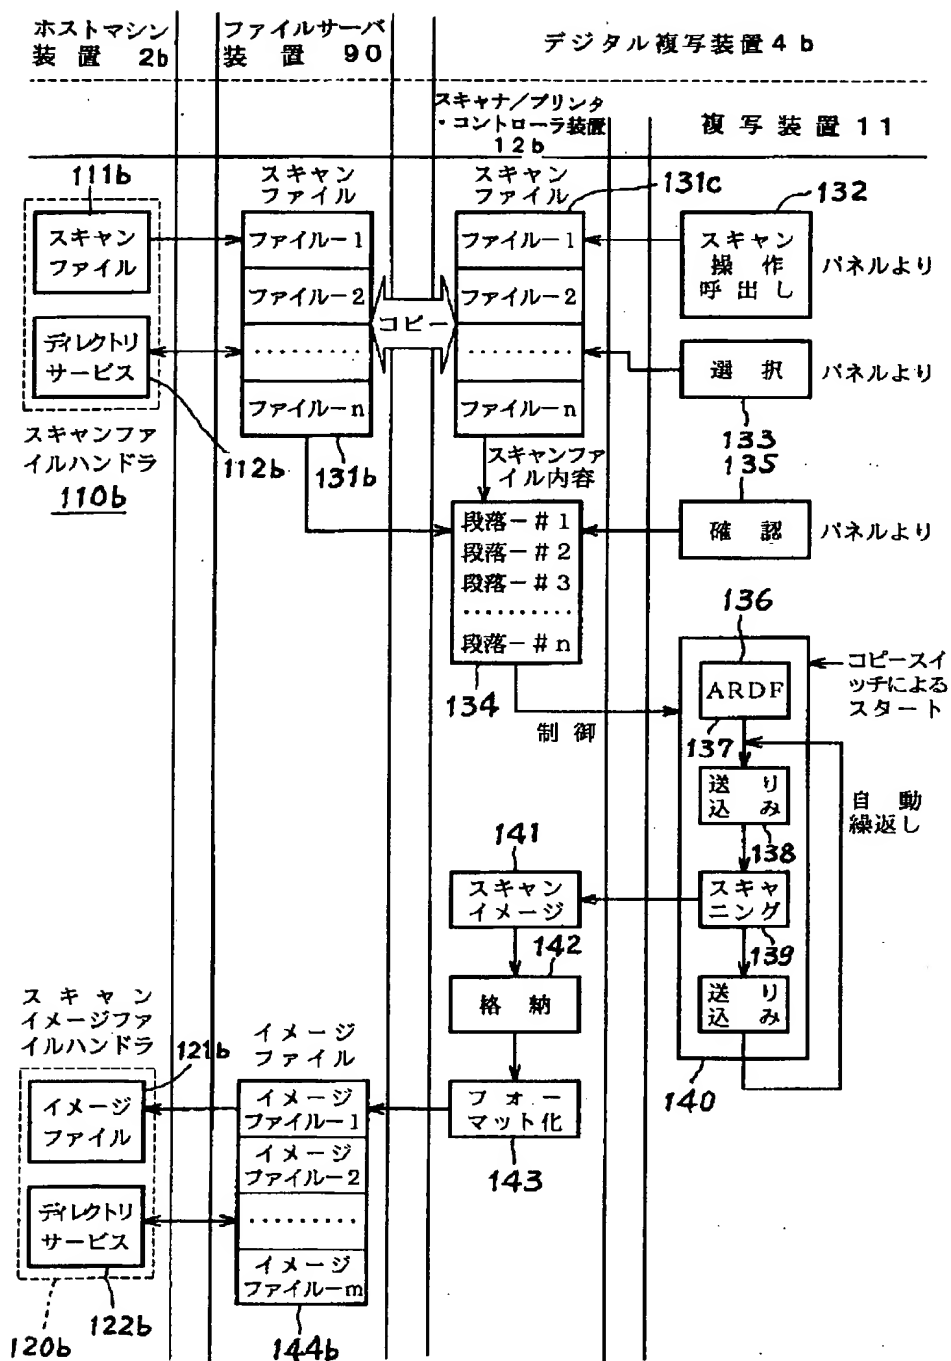 ホストマシン
装置 2b
ファイルサーバ
装置 90
デジタル複写装置4b
スキャナ/プリンタ
・コントローラ装置
12b
複写装置11
111b
スキャン
ファイル
ディレクトリ
サービス
スキャンファ
イルハンドラ
110b
112b
スキャン
ファイル
ファイル-1
ファイル-2
.........
ファイル-n
131b
コピー
スキャン
ファイル
131c
ファイル-1
ファイル-2
.........
ファイル-n
132
スキャン
操作
呼出し
パネルより
選択
パネルより
133
135
確認
パネルより
スキャンファ
イル内容
段落-#1
段落-#2
段落-#3
..........
段落-#n
134
制御
136
ARDF
137
コピースイ
ッチによる
スタート
送り
込み
138
自動
繰返し
スキャ
ニング
139
送り
込み
140
141
スキャン
イメージ
142
格納
フォー
マット化
143
スキャン
イメージファ
イルハンドラ
121b
イメージ
ファイル
ディレクトリ
サービス
120b
122b
イメージ
ファイル
イメージ
ファイル-1
イメージ
ファイル-2
.........
イメージ
ファイル-m
144b